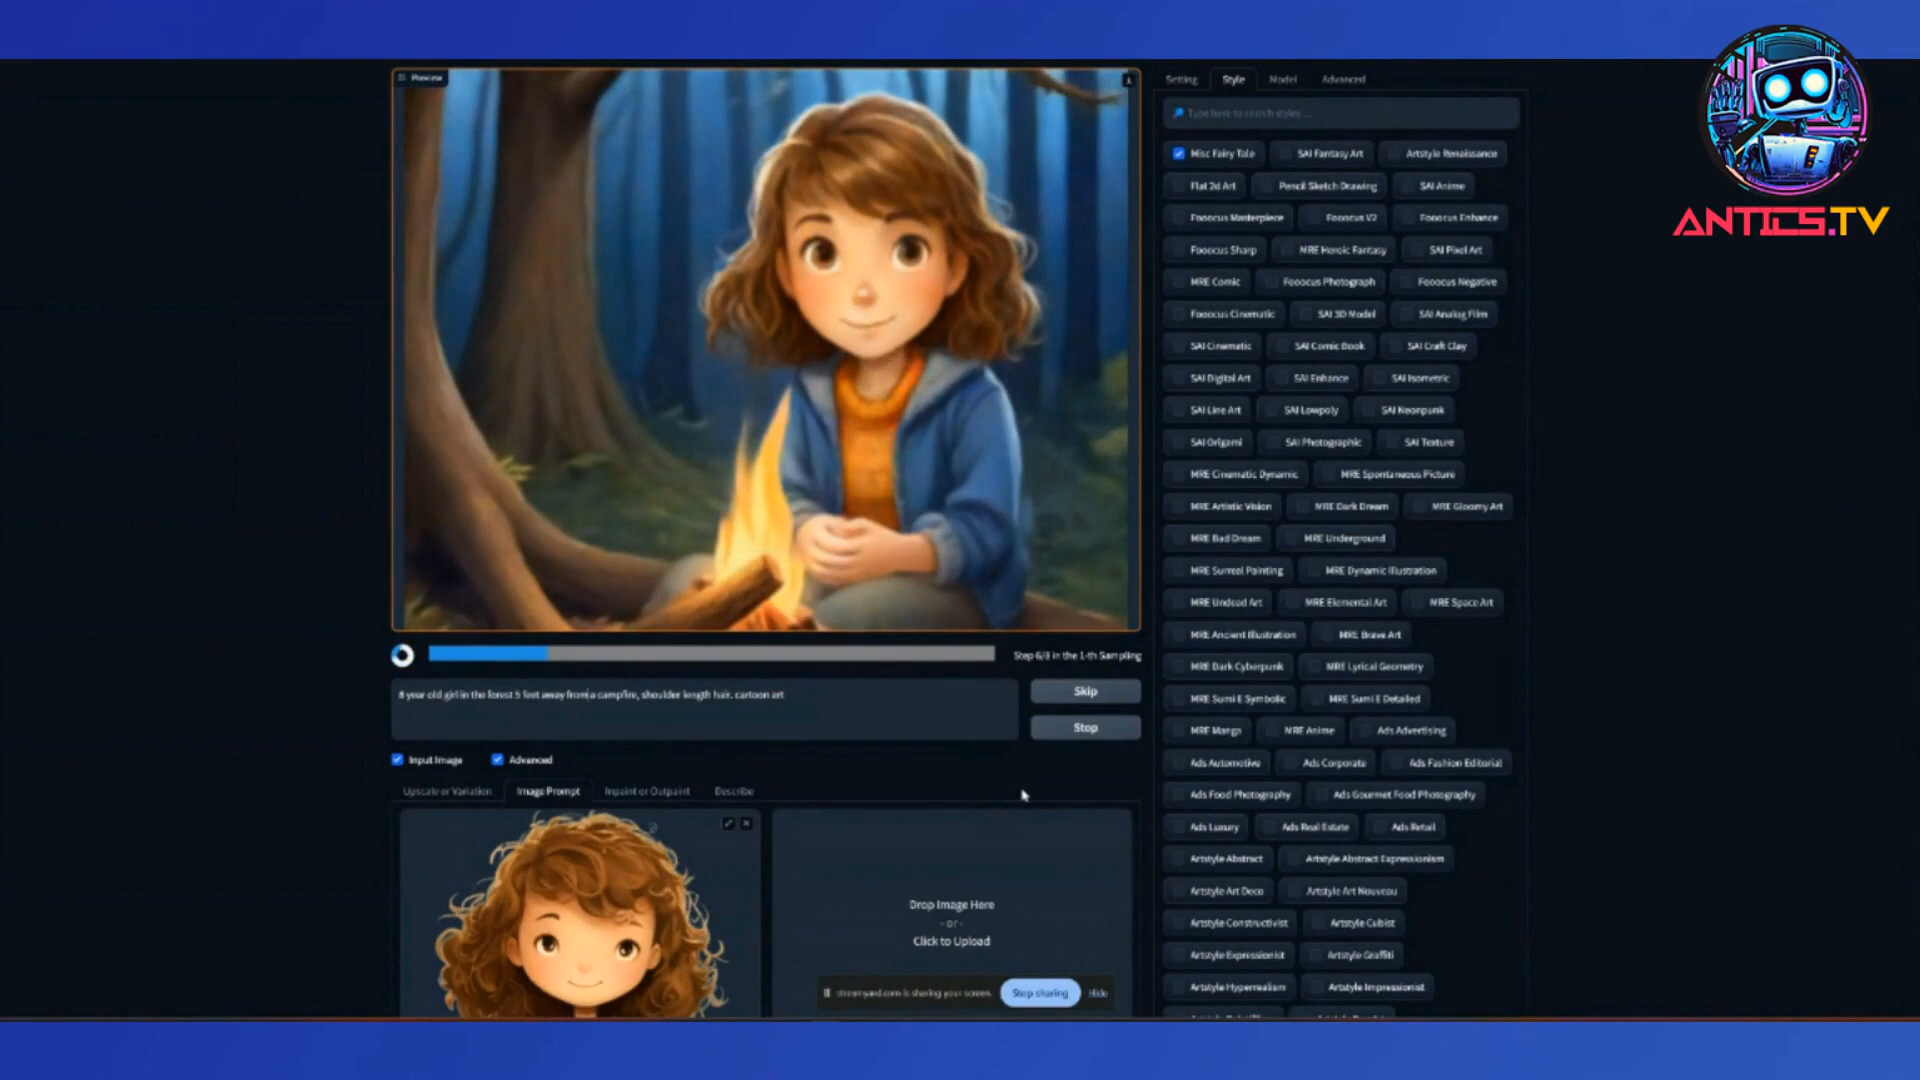 Preview
Setting Style Model Advanced
Type here to search styles ...
Misc Fairy Tale SAI Fantasy Art Artstyle Renaissance
Flat 2d Art Pencil Sketch Drawing SAI Anime
Fooocus Masterpiece Fooocus V2 Fooocus Enhance
Fooocus Sharp MRE Heroic Fantasy SAI Pixel Art
MRE Comic Fooocus Photograph Fooocus Negative
Fooocus Cinematic SAI 3D Model SAI Analog Film
SAI Cinematic SAI Comic Book SAI Craft Clay
SAI Digital Art SAI Enhance SAI Isometric
SAI Line Art SAI Lowpoly SAI Neonpunk
SAI Origami SAI Photographic SAI Texture
MRE Cinematic Dynamic MRE Spontaneous Picture
MRE Artistic Vision MRE Dark Dream MRE Gloomy Art
MRE Bad Dream MRE Underground
MRE Surreal Painting MRE Dynamic Illustration
MRE Undead Art MRE Elemental Art MRE Space Art
MRE Ancient Illustration MRE Brave Art
MRE Dark Cyberpunk MRE Lyrical Geometry
MRE Sumi E Symbolic MRE Sumi E Detailed
MRE Manga MRE Anime Ads Advertising
Ads Automotive Ads Corporate Ads Fashion Editorial
Ads Food Photography Ads Gourmet Food Photography
Ads Luxury Ads Real Estate Ads Retail
Artstyle Abstract Artstyle Abstract Expressionism
Artstyle Art Deco Artstyle Art Nouveau
Artstyle Constructivist Artstyle Cubist
Artstyle Expressionist Artstyle Graffiti
Artstyle Hyperrealism Artstyle Impressionist
Step 6/8 in the 1-th Sampling
8 year old girl in the forest 5 feet away from a campfire, shoulder length hair. cartoon art
Skip
Stop
Input Image Advanced
Upscale or Variation Image Prompt Inpaint or Outpaint Describe
Drop Image Here
- or -
Click to Upload
streamyard.com is sharing your screen. Stop sharing Hide
ANTICS.TV